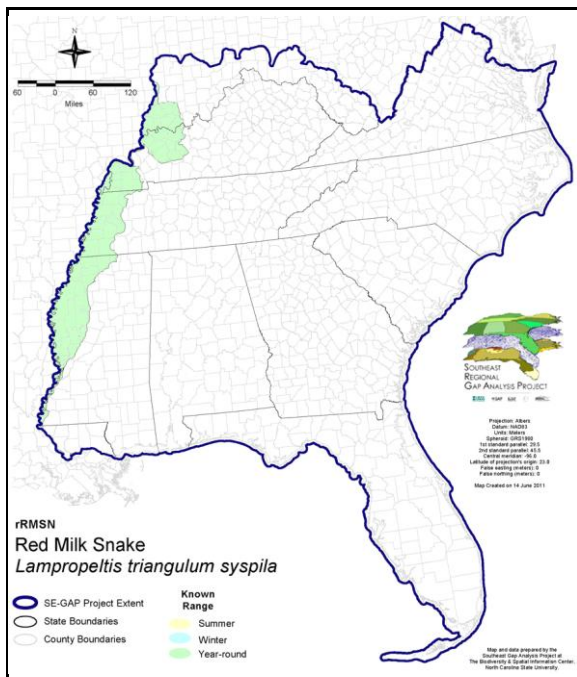 N
60 0 60 120
Miles
SOUTHEAST
REGIONAL
GAP ANALYSIS PROJECT
Projection: Albers
Datum: NAD83
Units: Meters
Spheroid: GRS1980
1st standard parallel: 29.5
2nd standard parallel: 45.5
Central meridian: -96.0
Latitude of projection's origin: 23.0
False easting (meters): 0
False northing (meters): 0
Map Created on 14 June 2011
rRMSN
Red Milk Snake
Lampropeltis triangulum syspila
SE-GAP Project Extent
State Boundaries
County Boundaries
Known
Range
Summer
Winter
Year-round
Map and data prepared by the
Southeast Gap Analysis Project at
The Biodiversity & Spatial Information Center,
North Carolina State University.